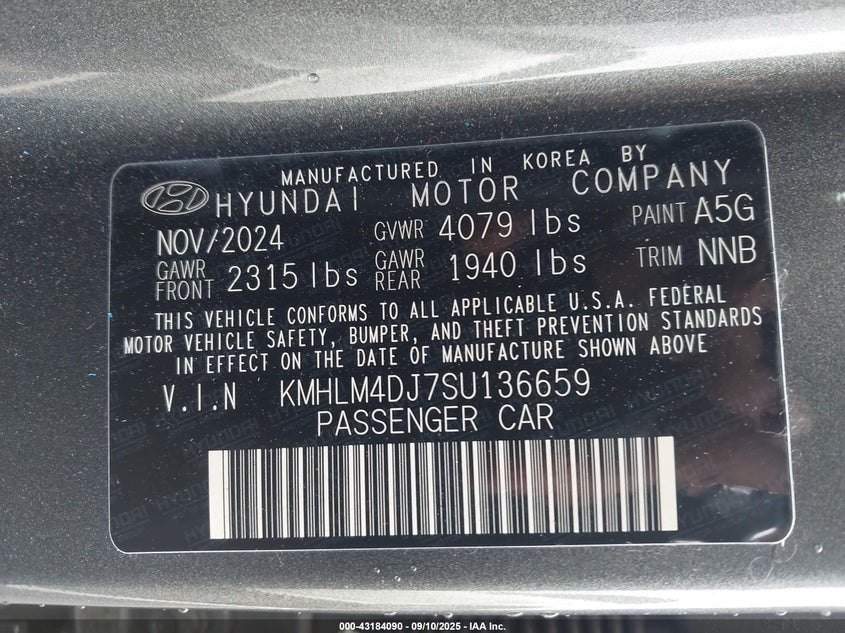 MANUFACTURED IN KOREA BY
HYUNDAI MOTOR COMPANY
NOV/2024 GVWR 4079 lbs PAINT A5G
GAWR FRONT 2315 lbs GAWR REAR 1940 lbs TRIM NNB
THIS VEHICLE CONFORMS TO ALL APPLICABLE U.S.A. FEDERAL
MOTOR VEHICLE SAFETY, BUMPER, AND THEFT PREVENTION STANDARDS
IN EFFECT ON THE DATE OF MANUFACTURE SHOWN ABOVE
V.I.N KMHLM4DJ7SU136659
PASSENGER CAR
000-43184090 - 09/10/2025 - IAA Inc.